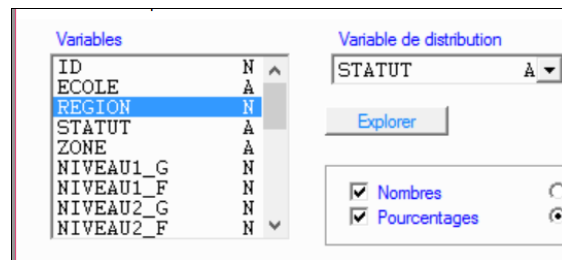 Variables
ID N
ECOLE A
REGION N
STATUT A
ZONE A
NIVEAU1_G N
NIVEAU1_F N
NIVEAU2_G N
NIVEAU2_F N
Variable de distribution
STATUT A
Explorer
Nombres
Pourcentages